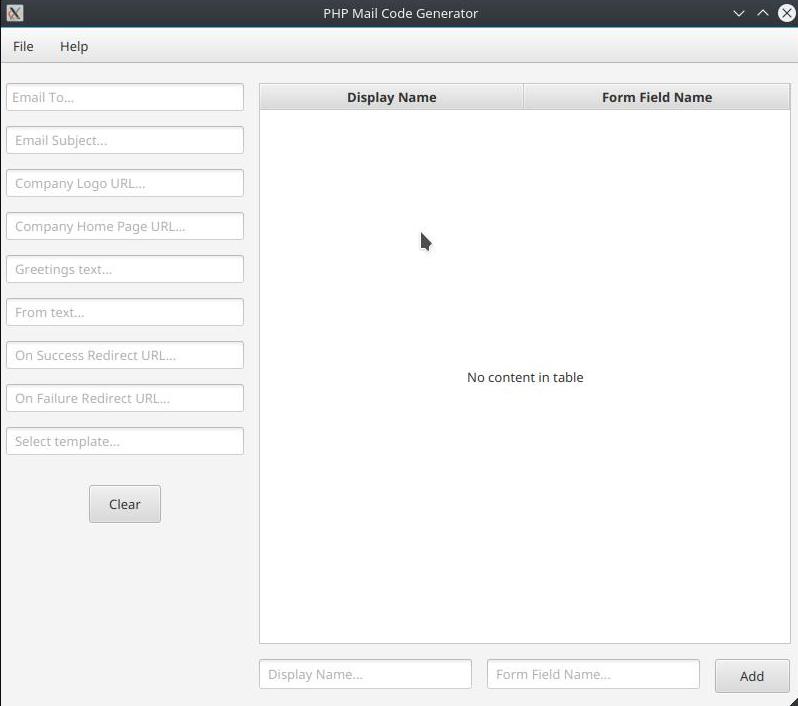 PHP Mail Code Generator
File Help
Email To...
Email Subject...
Company Logo URL...
Company Home Page URL...
Greetings text...
From text...
On Success Redirect URL...
On Failure Redirect URL...
Select template...
Clear
Display Name Form Field Name
No content in table
Display Name... Form Field Name... Add